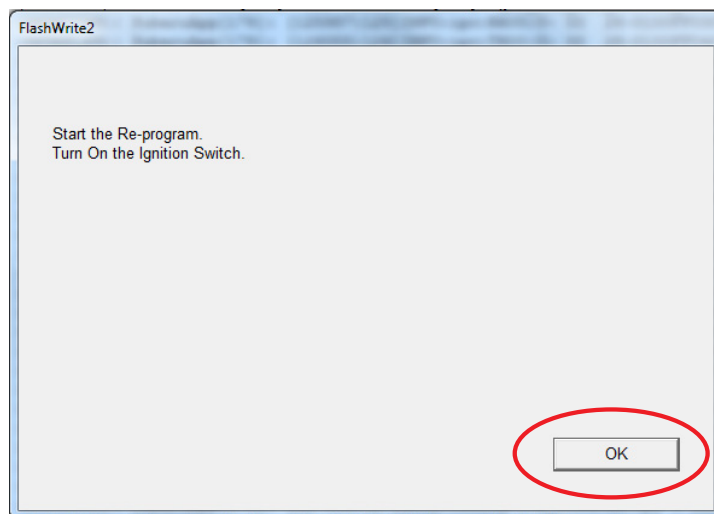 FlashWrite2
Start the Re-program.
Turn On the Ignition Switch.
OK